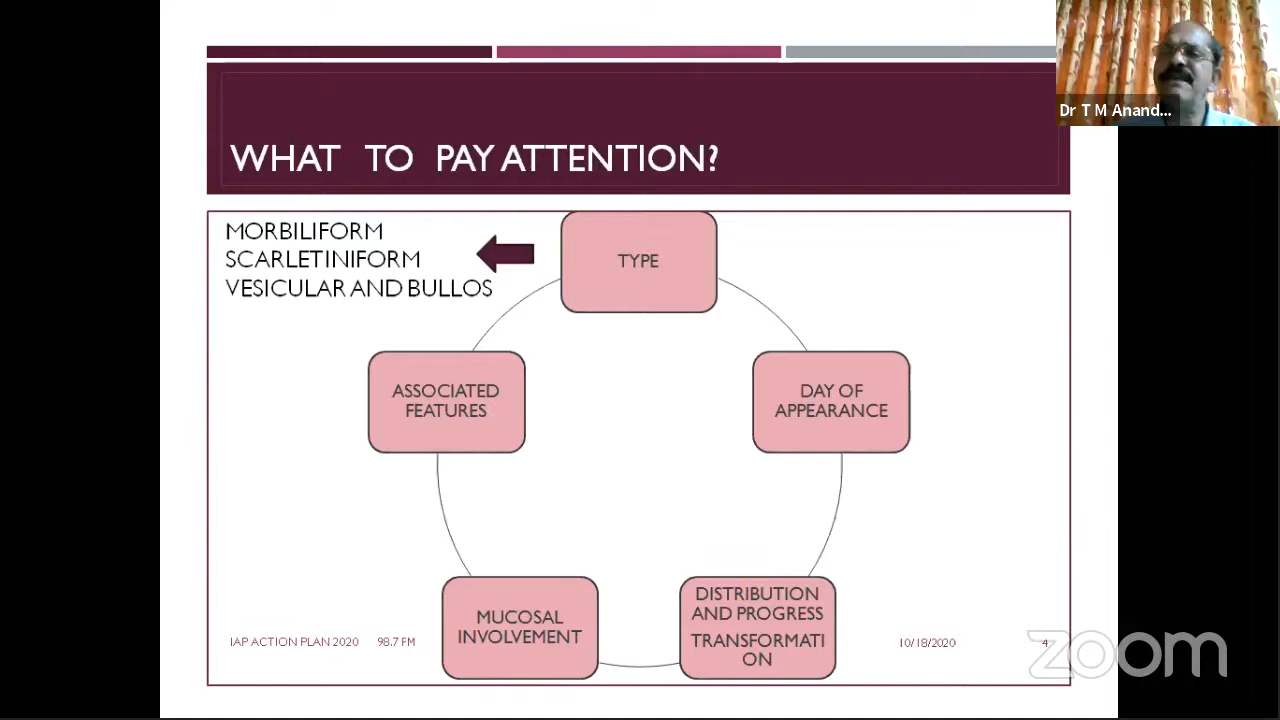 Dr T M Anand...
WHAT TO PAY ATTENTION?
MORBILIFORM
SCARLETINIFORM
VESICULAR AND BULLOS
TYPE
DAY OF
APPEARANCE
DISTRIBUTION
AND PROGRESS
TRANSFORMATI
ON
MUCOSAL
INVOLVEMENT
ASSOCIATED
FEATURES
IAP ACTION PLAN 2020 98.7 FM
10/18/2020
4
zoom